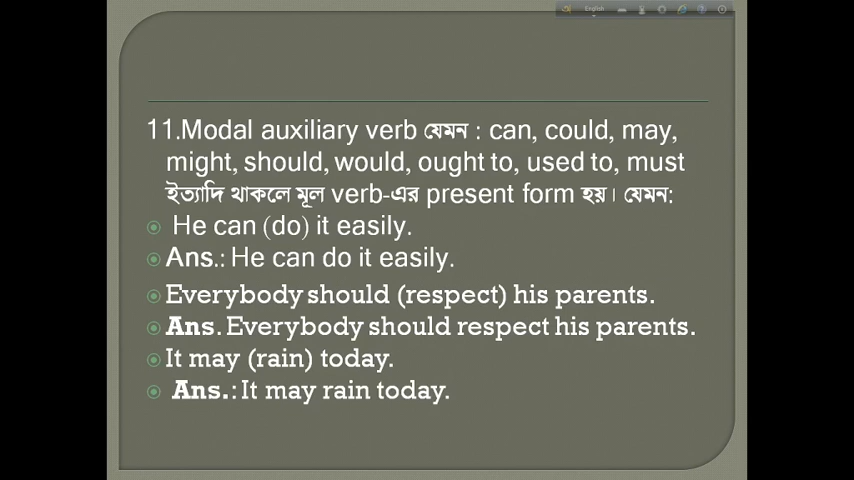 English
11.Modal auxiliary verb যেমন : can, could, may,
might, should, would, ought to, used to, must
ইত্যাদি থাকলে মূল verb-এর present form হয়। যেমন:
He can (do) it easily.
Ans.: He can do it easily.
Everybody should (respect) his parents.
Ans. Everybody should respect his parents.
It may (rain) today.
Ans.: It may rain today.